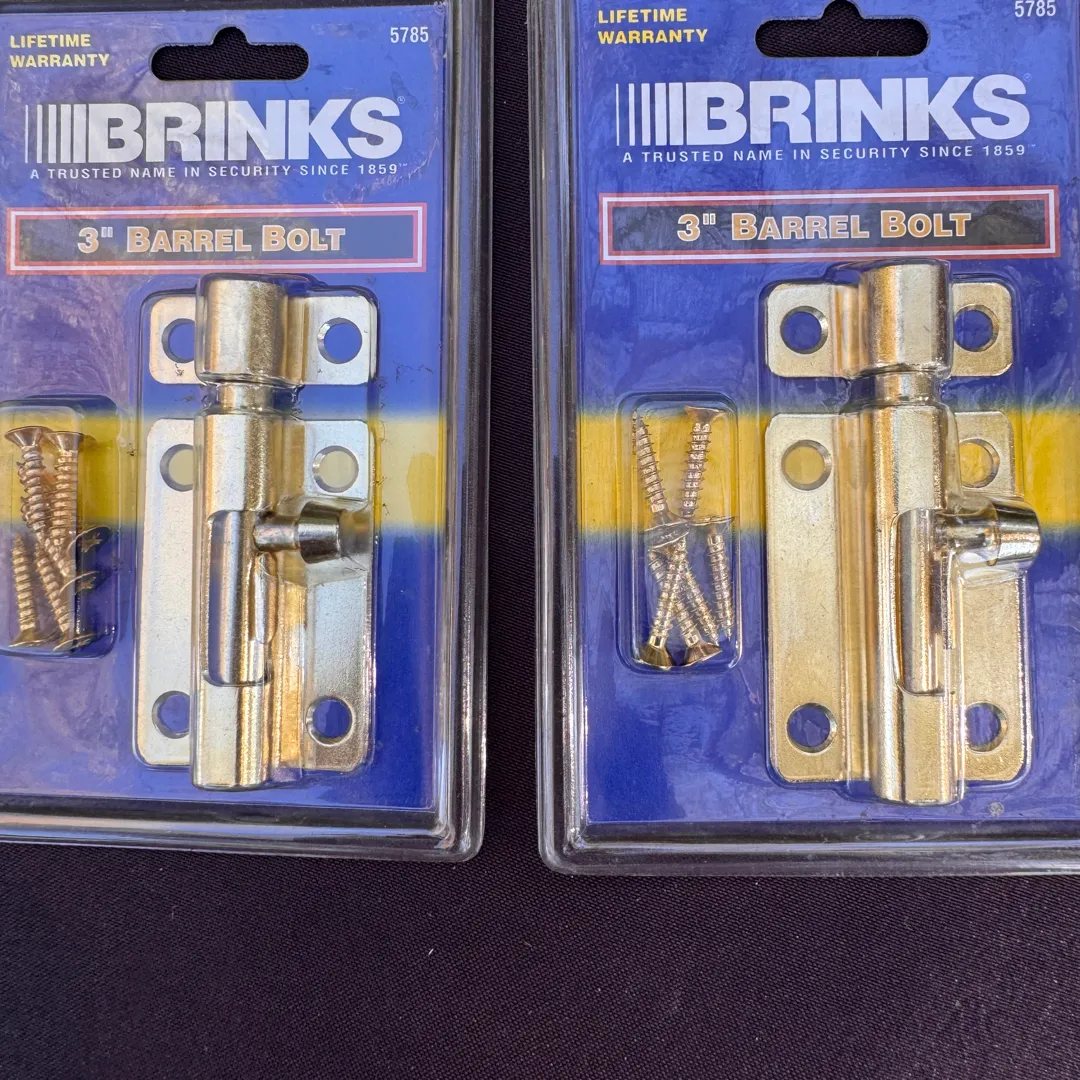 LIFETIME
WARRANTY
5785
BRINKS®
A TRUSTED NAME IN SECURITY SINCE 1859™
3" BARREL BOLT
LIFETIME
WARRANTY
5785
BRINKS®
A TRUSTED NAME IN SECURITY SINCE 1859™
3" BARREL BOLT